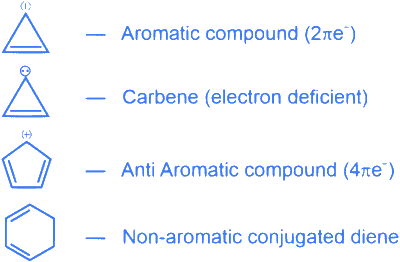 (+)
— Aromatic compound (2πe⁻)
— Carbene (electron deficient)
(+)
— Anti Aromatic compound (4πe⁻)
— Non-aromatic conjugated diene